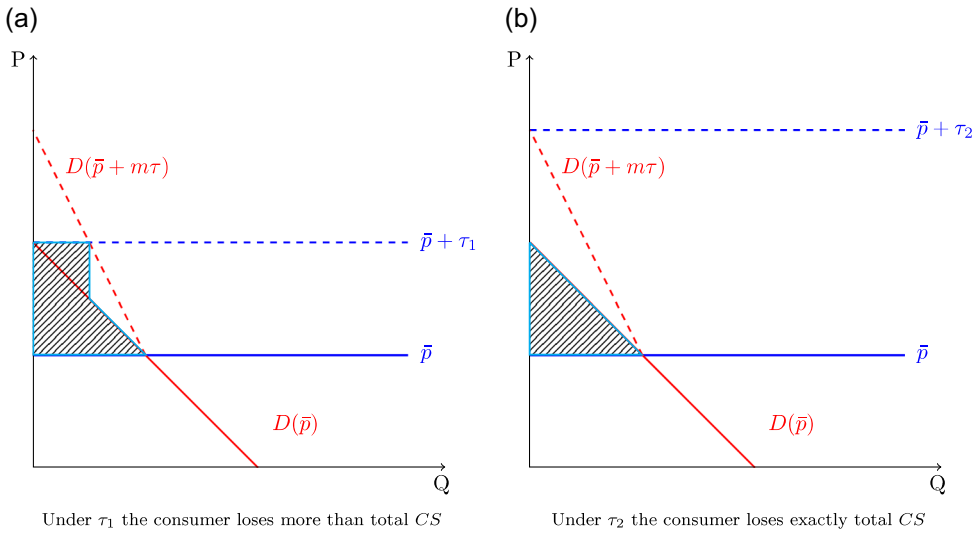 (a)
P
D(p̄ + mτ)
p̄ + τ₁
p̄
D(p̄)
Q
Under τ₁ the consumer loses more than total CS
(b)
P
p̄ + τ₂
D(p̄ + mτ)
p̄
D(p̄)
Q
Under τ₂ the consumer loses exactly total CS